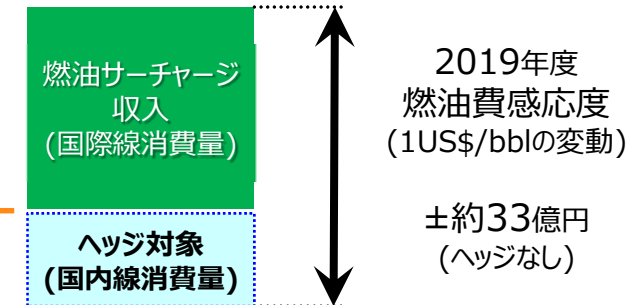 燃油サーチャージ
収入
(国際線消費量)
ヘッジ対象
(国内線消費量)
2019年度
燃油費感応度
(1US$/bblの変動)
±約33億円
(ヘッジなし)